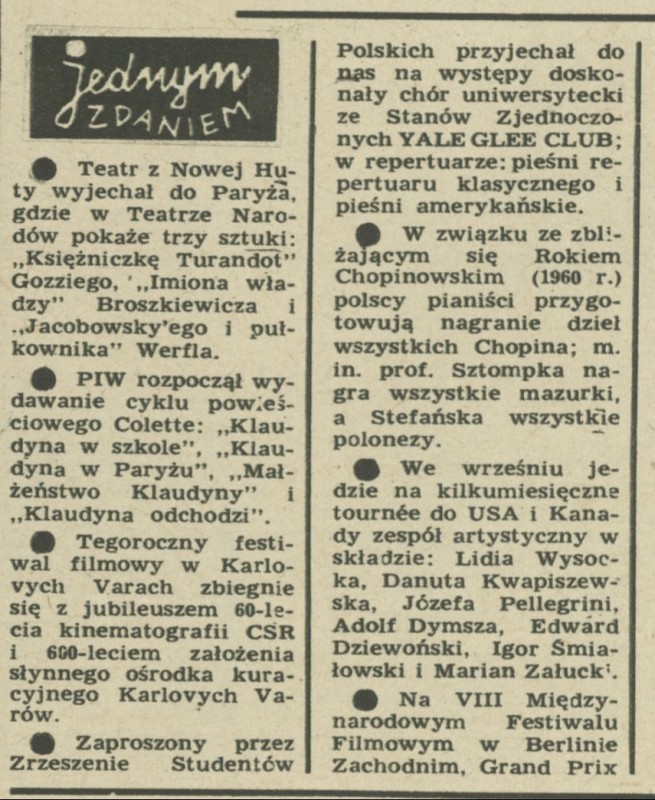 jednym
ZDANIEM
● Teatr z Nowej Hu-
ty wyjechał do Paryża,
gdzie w Teatrze Naro-
dów pokaże trzy sztuki:
„Księżniczkę Turandot"
Gozziego, „Imiona wła-
dzy" Broszkiewicza i
„Jacobowsky'ego i puł-
kownika" Werfla.
● PIW rozpoczął wy-
dawanie cyklu powieś-
ciowego Colette: „Klau-
dyna w szkole", „Klau-
dyna w Paryżu", „Mał-
żeństwo Klaudyny" i
„Klaudyna odchodzi".
● Tegoroczny festi-
wal filmowy w Karlo-
vych Varach zbiegnie
się z jubileuszem 60-le-
cia kinematografii CSR
i 600-leciem założenia
słynnego ośrodka kura-
cyjnego Karlovych Va-
rów.
● Zaproszony przez
Zrzeszenie Studentów
Polskich przyjechał do
nas na występy dosko-
nały chór uniwersytecki
ze Stanów Zjednoczo-
nych YALE GLEE CLUB;
w repertuarze: pieśni re-
pertuaru klasycznego i
pieśni amerykańskie.
● W związku ze zbli-
żającym się Rokiem
Chopinowskim (1960 r.)
polscy pianiści przygo-
towują nagranie dzieł
wszystkich Chopina; m.
in. prof. Sztompka na-
gra wszystkie mazurki,
a Stefańska wszystkie
polonezy.
● We wrześniu je-
dzie na kilkumiesięczne
tournée do USA i Kana-
dy zespół artystyczny w
składzie: Lidia Wysoc-
ka, Danuta Kwapiszew-
ska, Józefa Pellegrini,
Adolf Dymsza, Edward
Dziewoński, Igor Śmia-
łowski i Marian Załucki.
● Na VIII Między-
narodowym Festiwalu
Filmowym w Berlinie
Zachodnim, Grand Prix